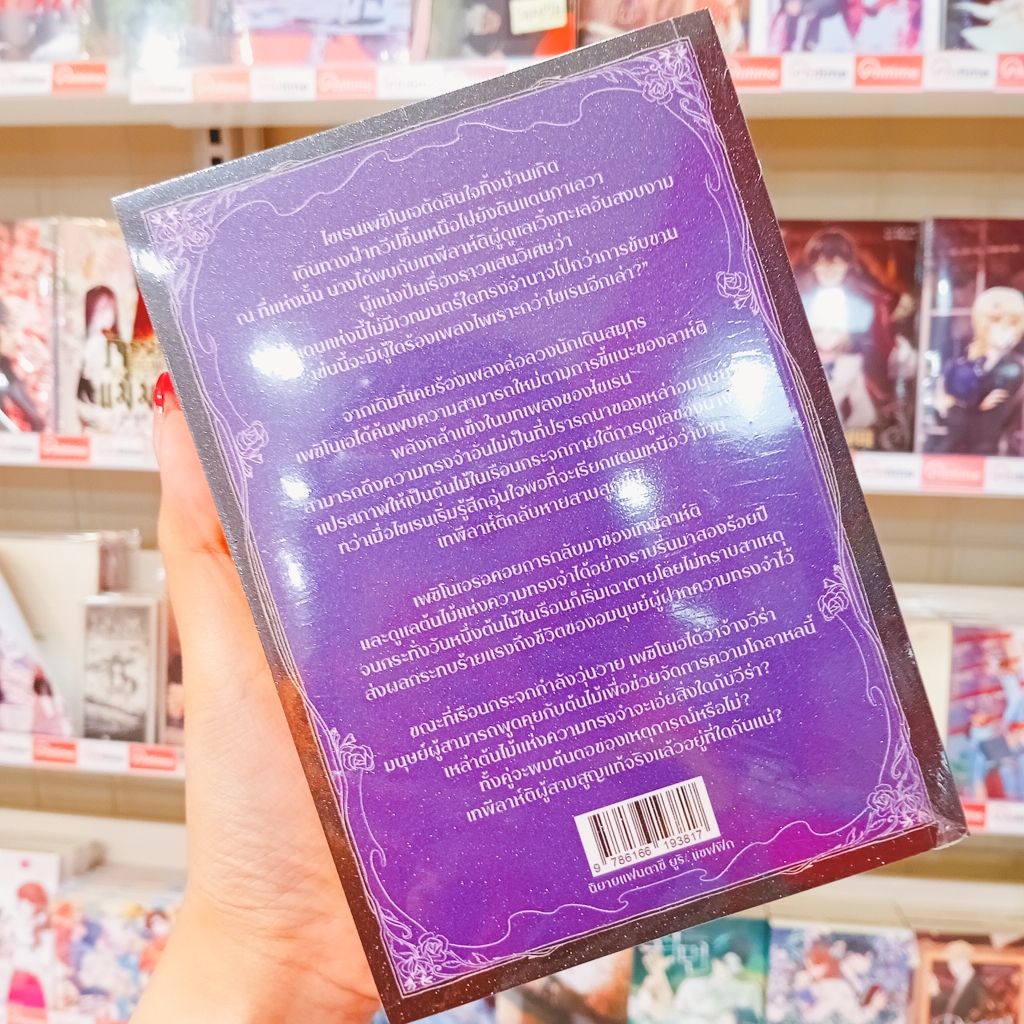 ไซเรนเพซิโนเอตัดสินใจทิ้งบ้านเกิด
เดินทางฝ่าทวีปขึ้นเหนือไปยังดินแดนกาเลวา
ณ ที่แห่งนั้น นางได้พบกับเทพีลาห์ติผู้ดูแลเวิ้งทะเลอันสงบงาม
ผู้แบ่งปันเรื่องราวแสนวิเศษว่า
แดนแห่งนี้ไม่มีเวทมนตร์ใดทรงอำนาจไปกว่าการขับขาน
เช่นนี้จะมีผู้ใดร้องเพลงไพเราะกว่าไซเรนอีกเล่า?”
จากเดิมที่เคยร้องเพลงล่อลวงนักเดินสมุทร
เพซิโนเอได้ค้นพบความสามารถใหม่ตามการชี้แนะของลาห์ติ
พลังกล้าแข็งในบทเพลงของไซเรน
สามารถดึงความทรงจำอันไม่เป็นที่ปรารถนาของเหล่าอมนุษย์
แปรสภาพให้เป็นต้นไม้ในเรือนกระจกภายใต้การดูแลของนาง
ทว่าเมื่อไซเรนเริ่มรู้สึกอุ่นใจพอที่จะเรียกแดนเหนือว่าบ้าน
เทพีลาห์ติกลับหายสาบสูญไป
เพซิโนเอรอคอยการกลับมาของเทพีลาห์ติ
และดูแลต้นไม้แห่งความทรงจำได้อย่างราบรื่นมาสองร้อยปี
จนกระทั่งวันหนึ่งต้นไม้ในเรือนก็เริ่มเฉาตายโดยไม่ทราบสาเหตุ
ส่งผลกระทบร้ายแรงถึงชีวิตของอมนุษย์ผู้ฝากความทรงจำไว้
ขณะที่เรือนกระจกกำลังวุ่นวาย เพซิโนเอได้ว่าจ้างวีร่า
มนุษย์ผู้สามารถพูดคุยกับต้นไม้เพื่อช่วยจัดการความโกลาหลนี้
เหล่าต้นไม้แห่งความทรงจำจะเอ่ยสิ่งใดกับวีร่า?
ทั้งคู่จะพบต้นตอของเหตุการณ์หรือไม่?
เทพีลาห์ติผู้สาบสูญแท้จริงแล้วอยู่ที่ใดกันแน่?
9 786166 193817
นิยายแฟนตาซี ยูริ/ แซฟฟิก